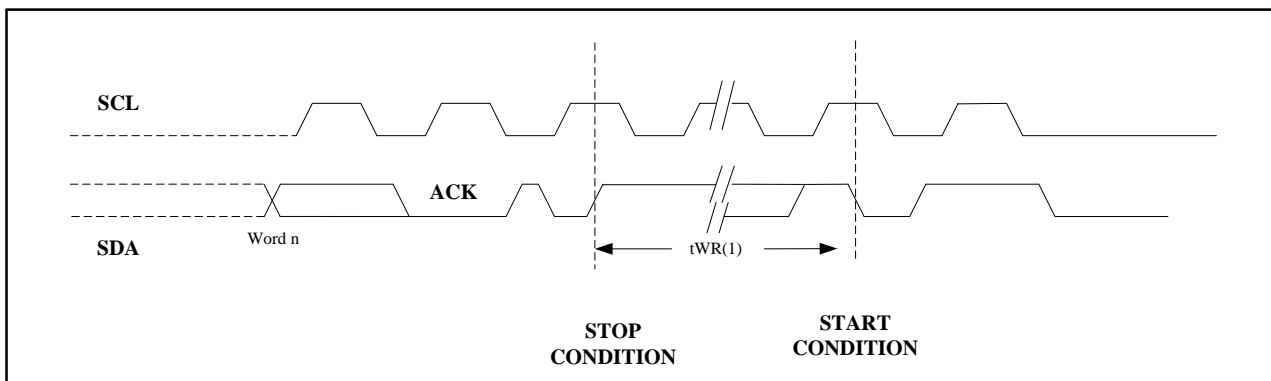 SCL
ACK
SDA
Word n
tWR(1)
STOP
CONDITION
START
CONDITION